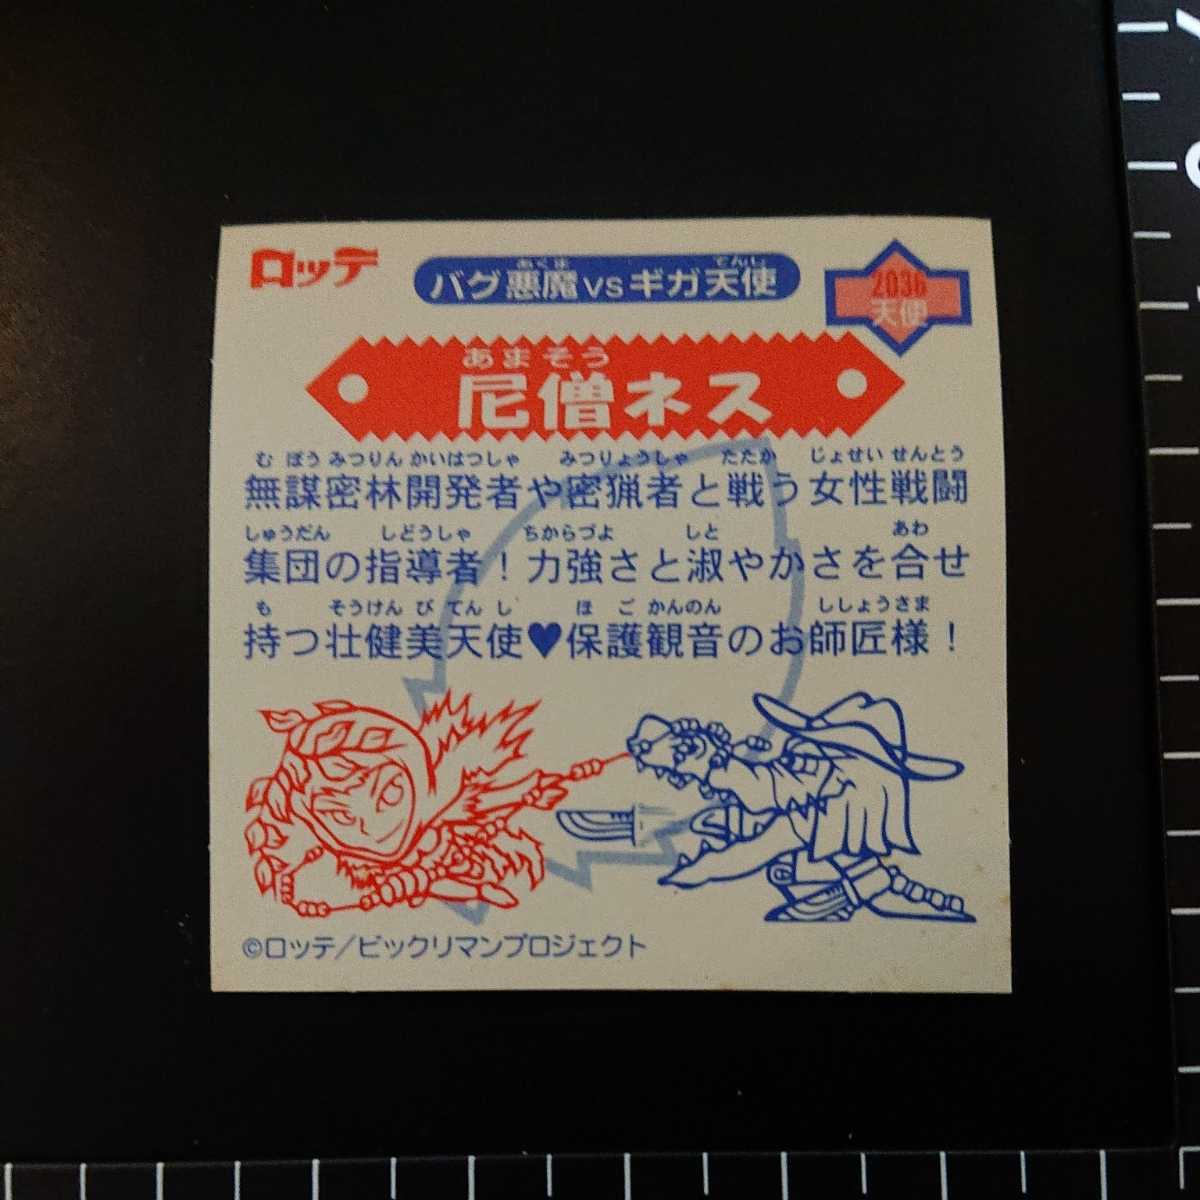 ロッテ
あくま てんし
バグ悪魔vsギガ天使
天使
あまそう
尼僧ネス
むぼうみつりんかいはつしゃ みつりょうしゃ たたか じょせいせんとう
無謀密林開発者や密猟者と戦う女性戦闘
しゅうだん しどうしゃ ちからづよ しと あわ
集団の指導者！力強さと淑やかさを合せ
も そうけんびてんし ほごかんのん ししょうさま
持つ壮健美天使♥保護観音のお師匠様！
©ロッテ/ビックリマンプロジェクト